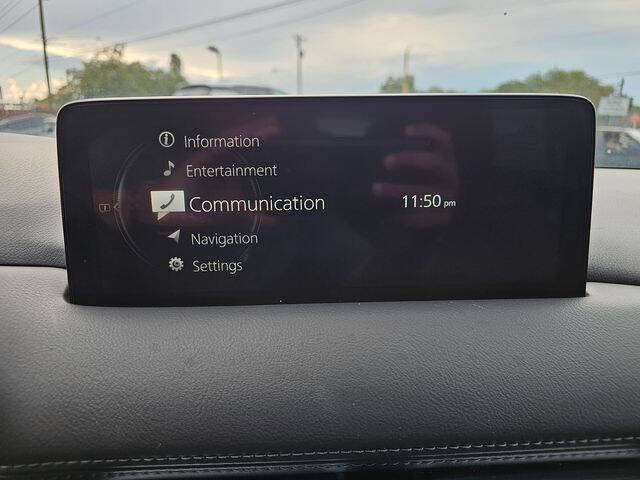 Information
Entertainment
Communication
11:50 pm
Navigation
Settings